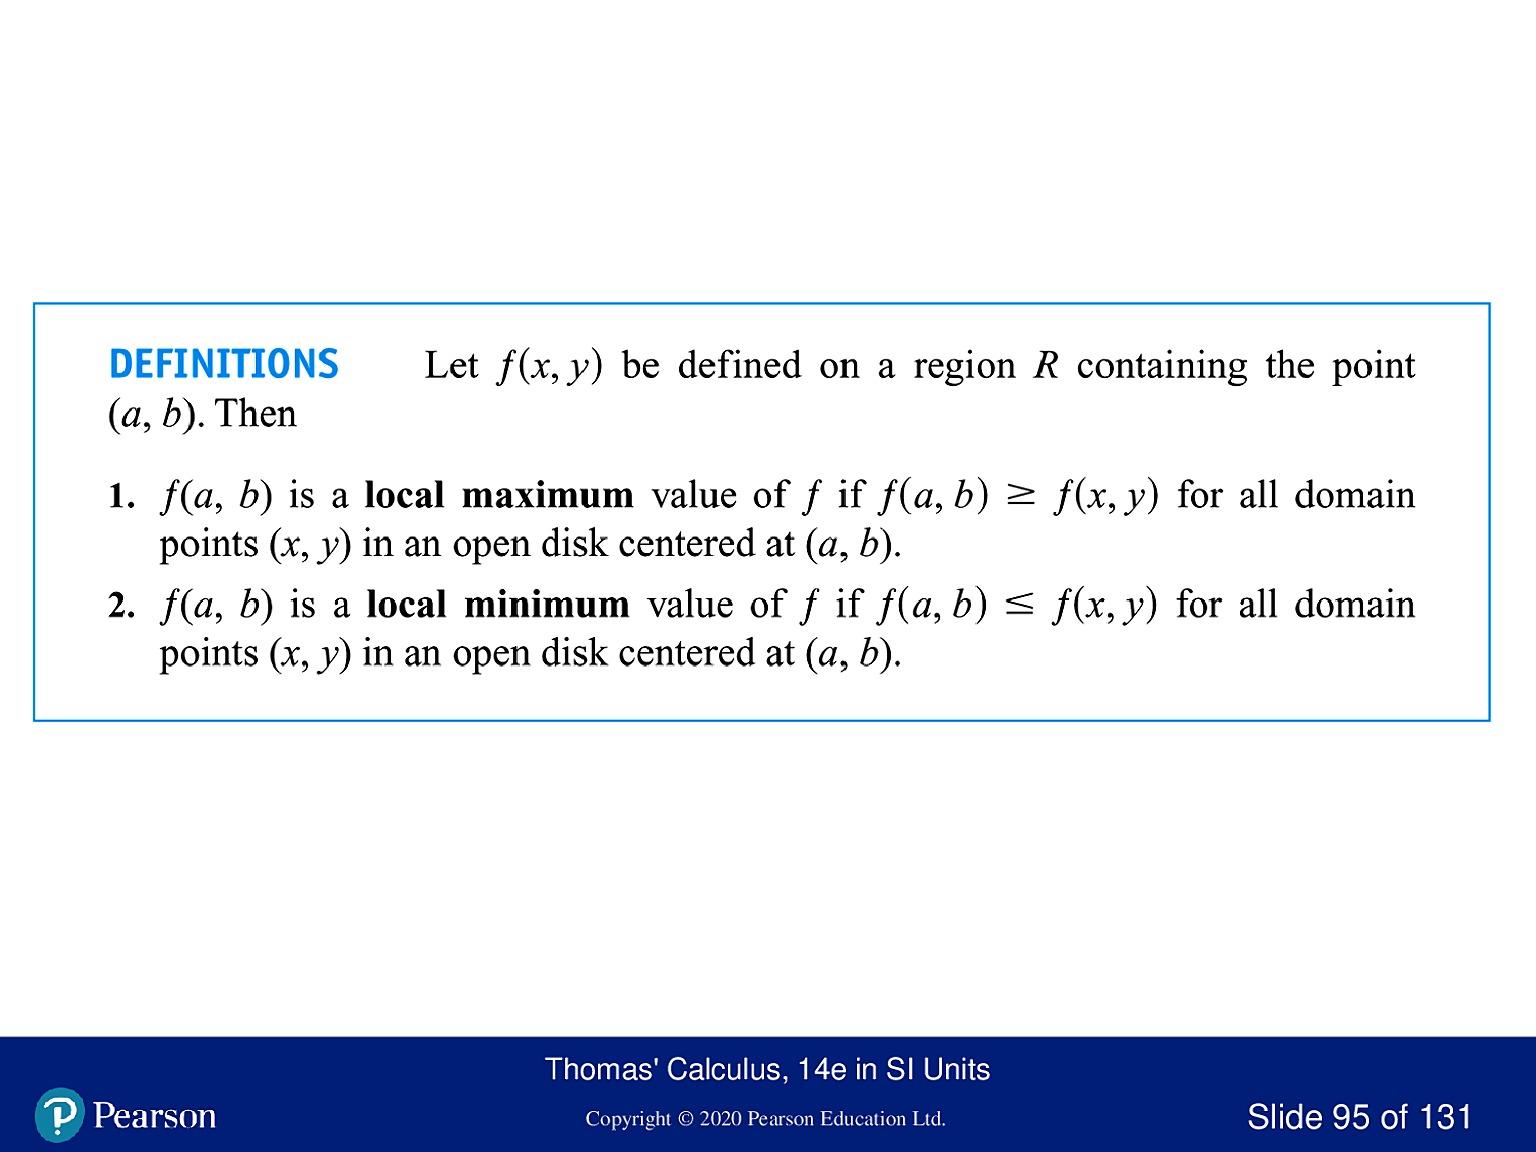 DEFINITIONS Let f(x, y) be defined on a region R containing the point
(a, b). Then
1. f(a, b) is a local maximum value of f if f(a, b) ≥ f(x, y) for all domain
points (x, y) in an open disk centered at (a, b).
2. f(a, b) is a local minimum value of f if f(a, b) ≤ f(x, y) for all domain
points (x, y) in an open disk centered at (a, b).
Thomas' Calculus, 14e in SI Units
Pearson
Copyright © 2020 Pearson Education Ltd.
Slide 95 of 131